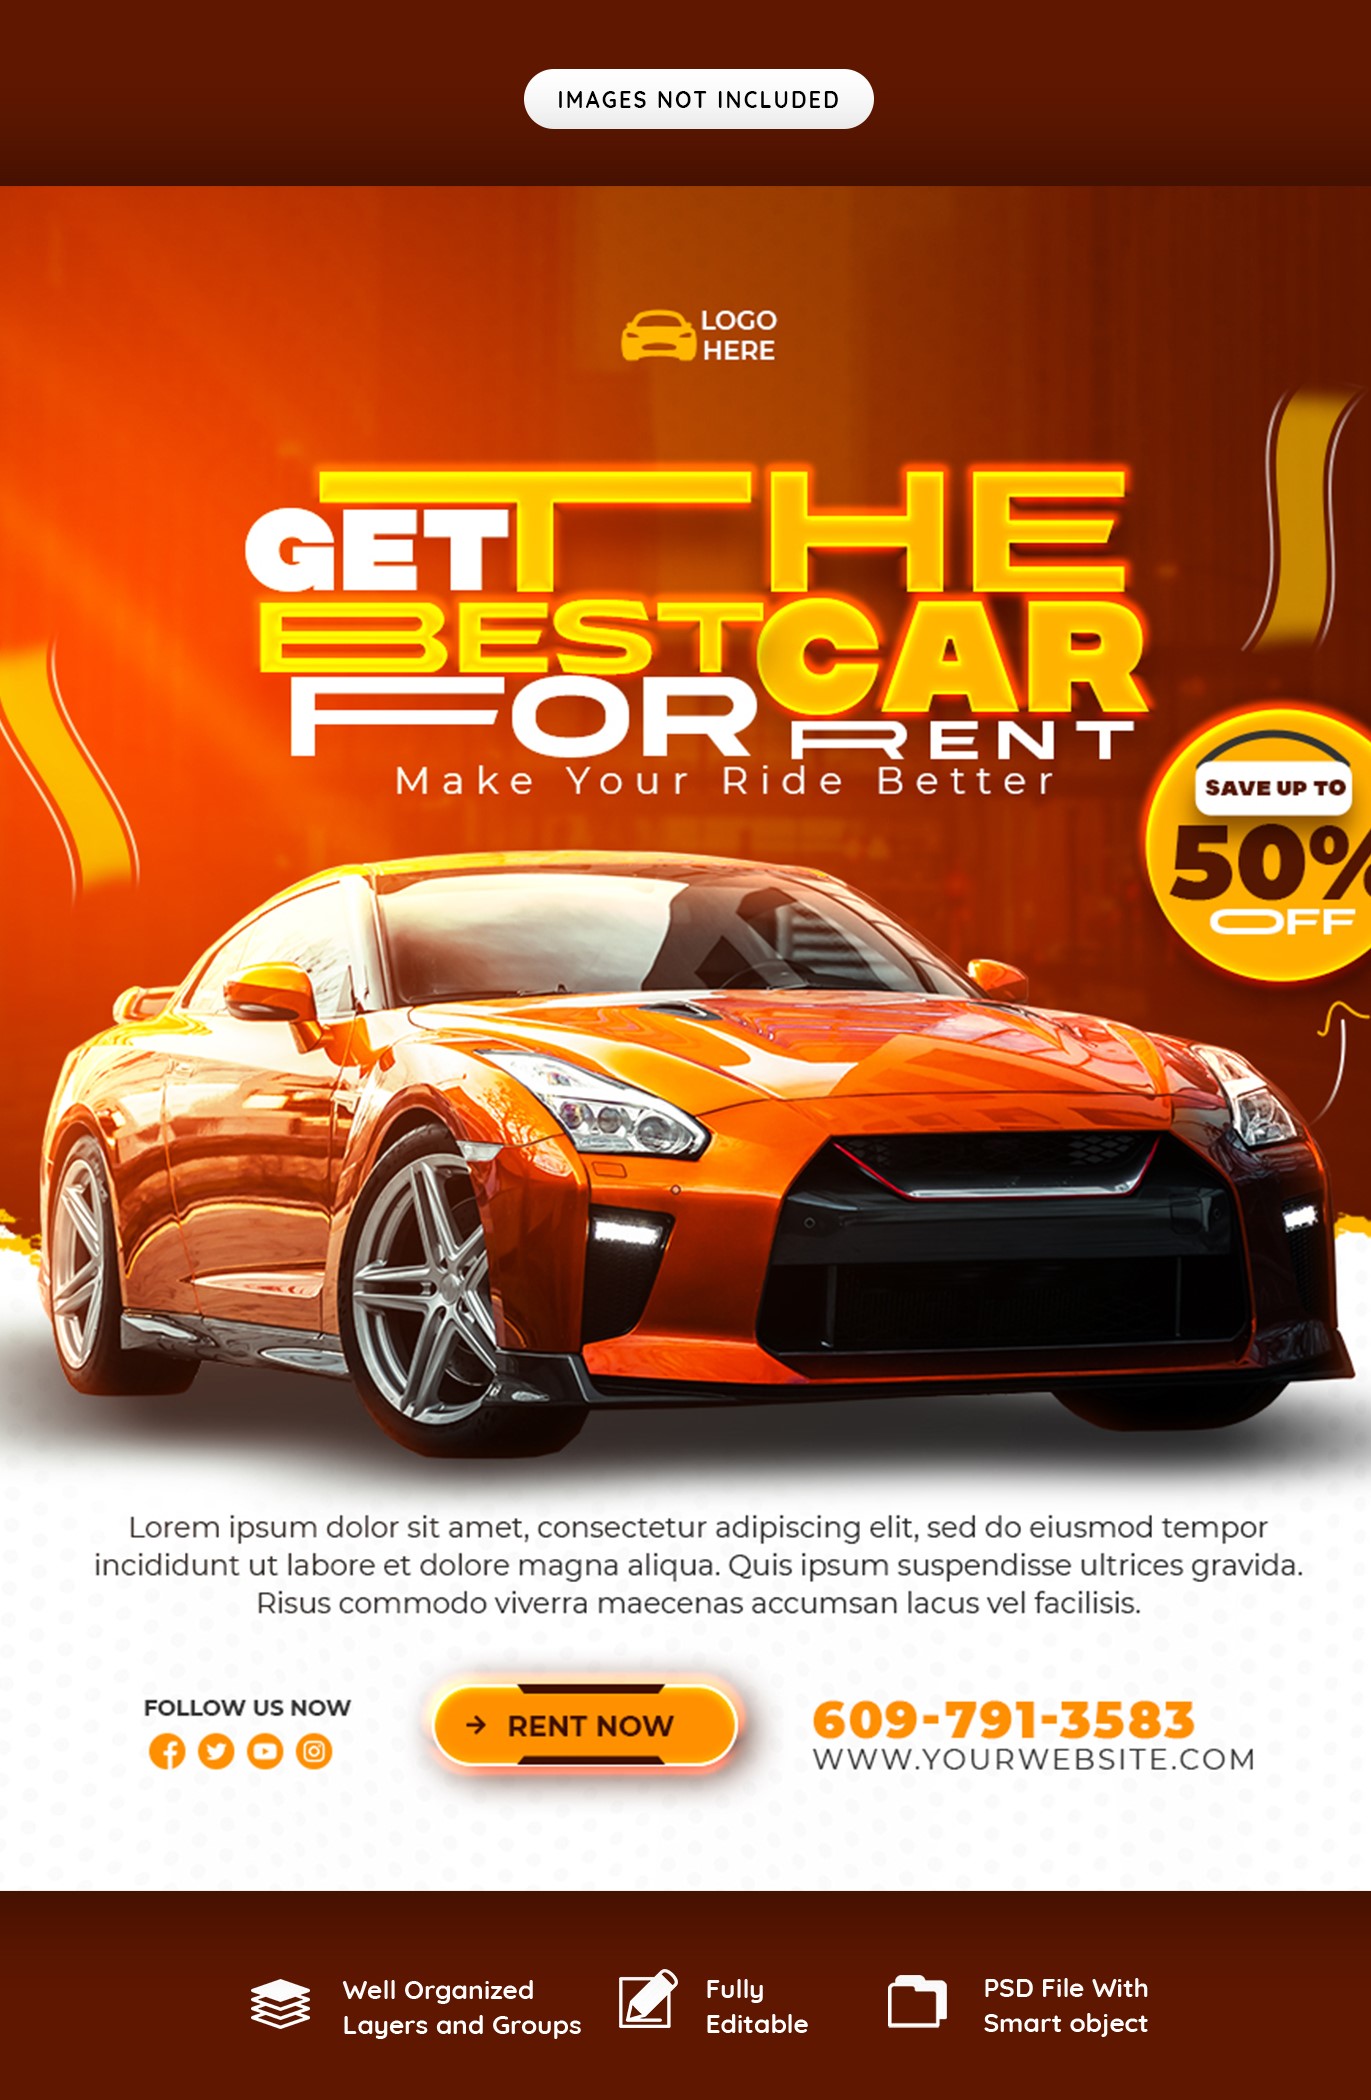 IMAGES NOT INCLUDED
LOGO
HERE
GET THE
BEST CAR
FOR RENT
Make Your Ride Better
SAVE UP TO
50%
OFF
Lorem ipsum dolor sit amet, consectetur adipiscing elit, sed do eiusmod tempor
incididunt ut labore et dolore magna aliqua. Quis ipsum suspendisse ultrices gravida.
Risus commodo viverra maecenas accumsan lacus vel facilisis.
FOLLOW US NOW
RENT NOW
609-791-3583
WWW.YOURWEBSITE.COM
Well Organized
Layers and Groups
Fully
Editable
PSD File With
Smart object